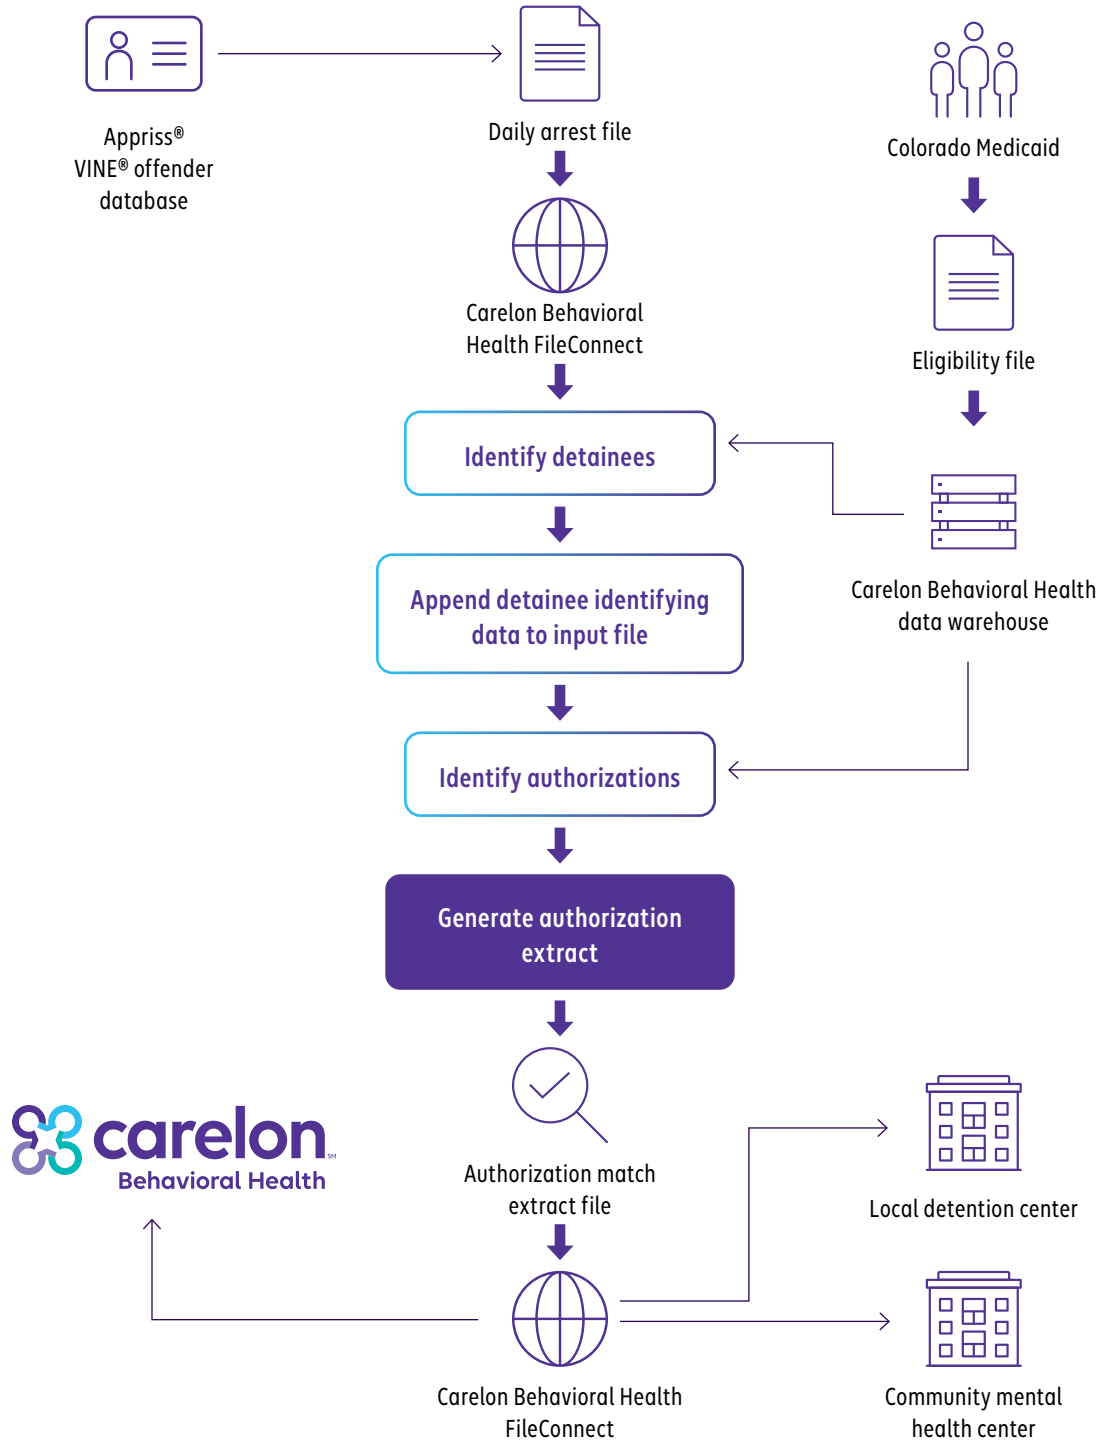 Appriss®
VINE® offender
database
Daily arrest file
Colorado Medicaid
Carelon Behavioral
Health FileConnect
Eligibility file
Identify detainees
Append detainee identifying
data to input file
Carelon Behavioral Health
data warehouse
Identify authorizations
Generate authorization
extract
carelon℠
Behavioral Health
Authorization match
extract file
Local detention center
Carelon Behavioral Health
FileConnect
Community mental
health center